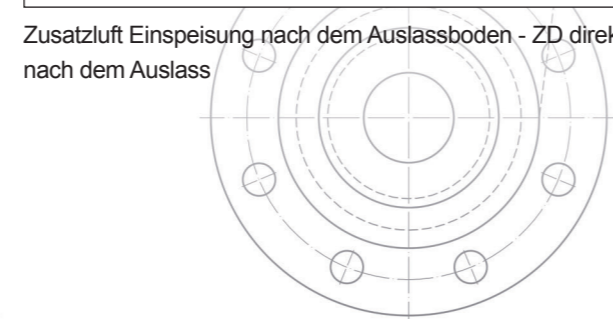 Zusatzluft Einspeisung nach dem Auslassboden - ZD direk
nach dem Auslass